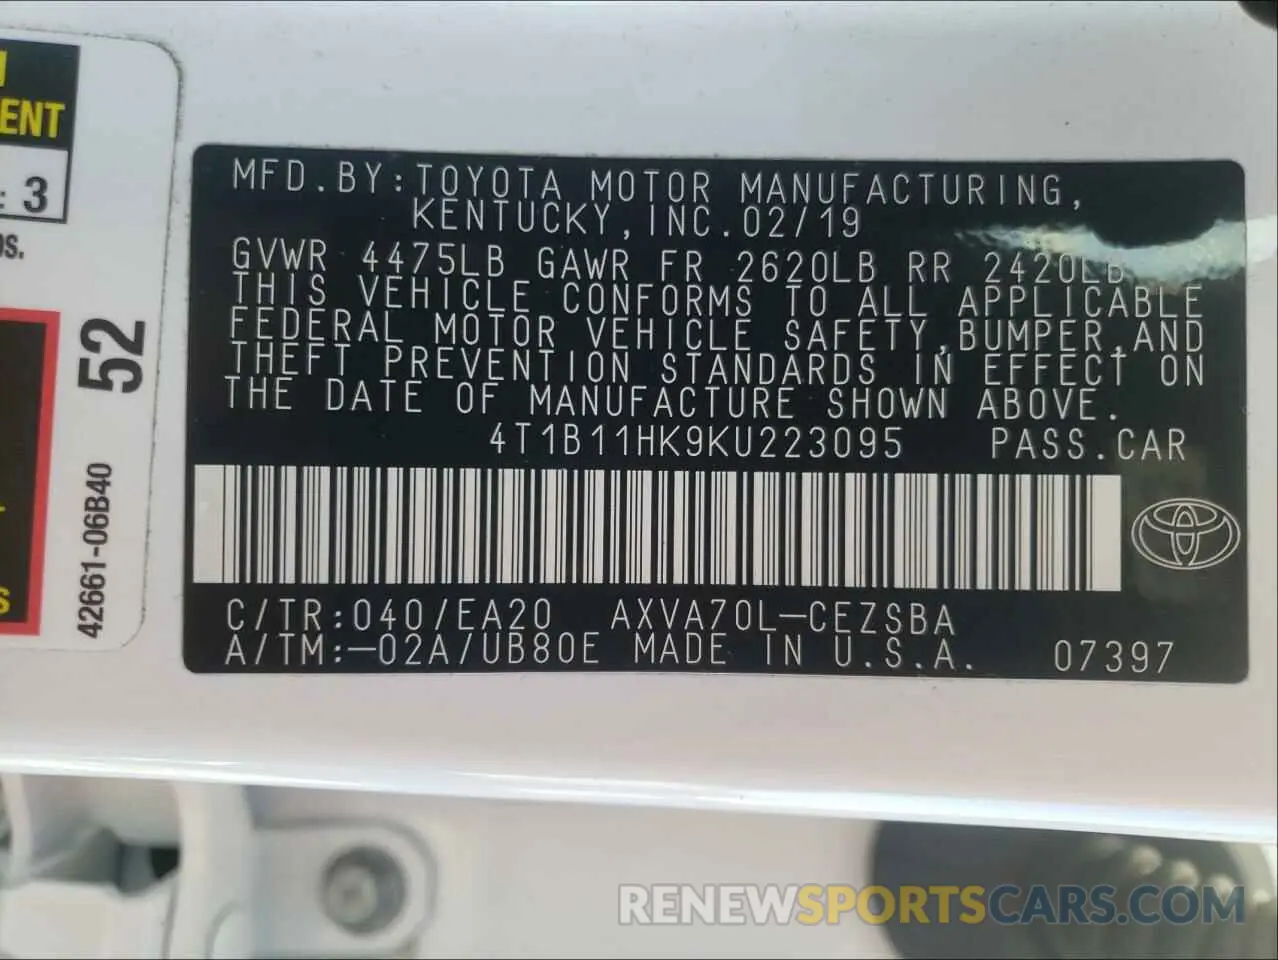 ENT
: 3
52
42661-06B40
MFD.BY:TOYOTA MOTOR MANUFACTURING,
KENTUCKY,INC.02/19
GVWR 4475LB GAWR FR 2620LB RR 2420LB
THIS VEHICLE CONFORMS TO ALL APPLICABLE
FEDERAL MOTOR VEHICLE SAFETY,BUMPER,AND
THEFT PREVENTION STANDARDS IN EFFECT ON
THE DATE OF MANUFACTURE SHOWN ABOVE.
4T1B11HK9KU223095 PASS.CAR
C/TR:040/EA20 AXVA70L-CEZSBA
A/TM:-02A/UB80E MADE IN U.S.A. 07397
RENEWSPORTSCARS.COM